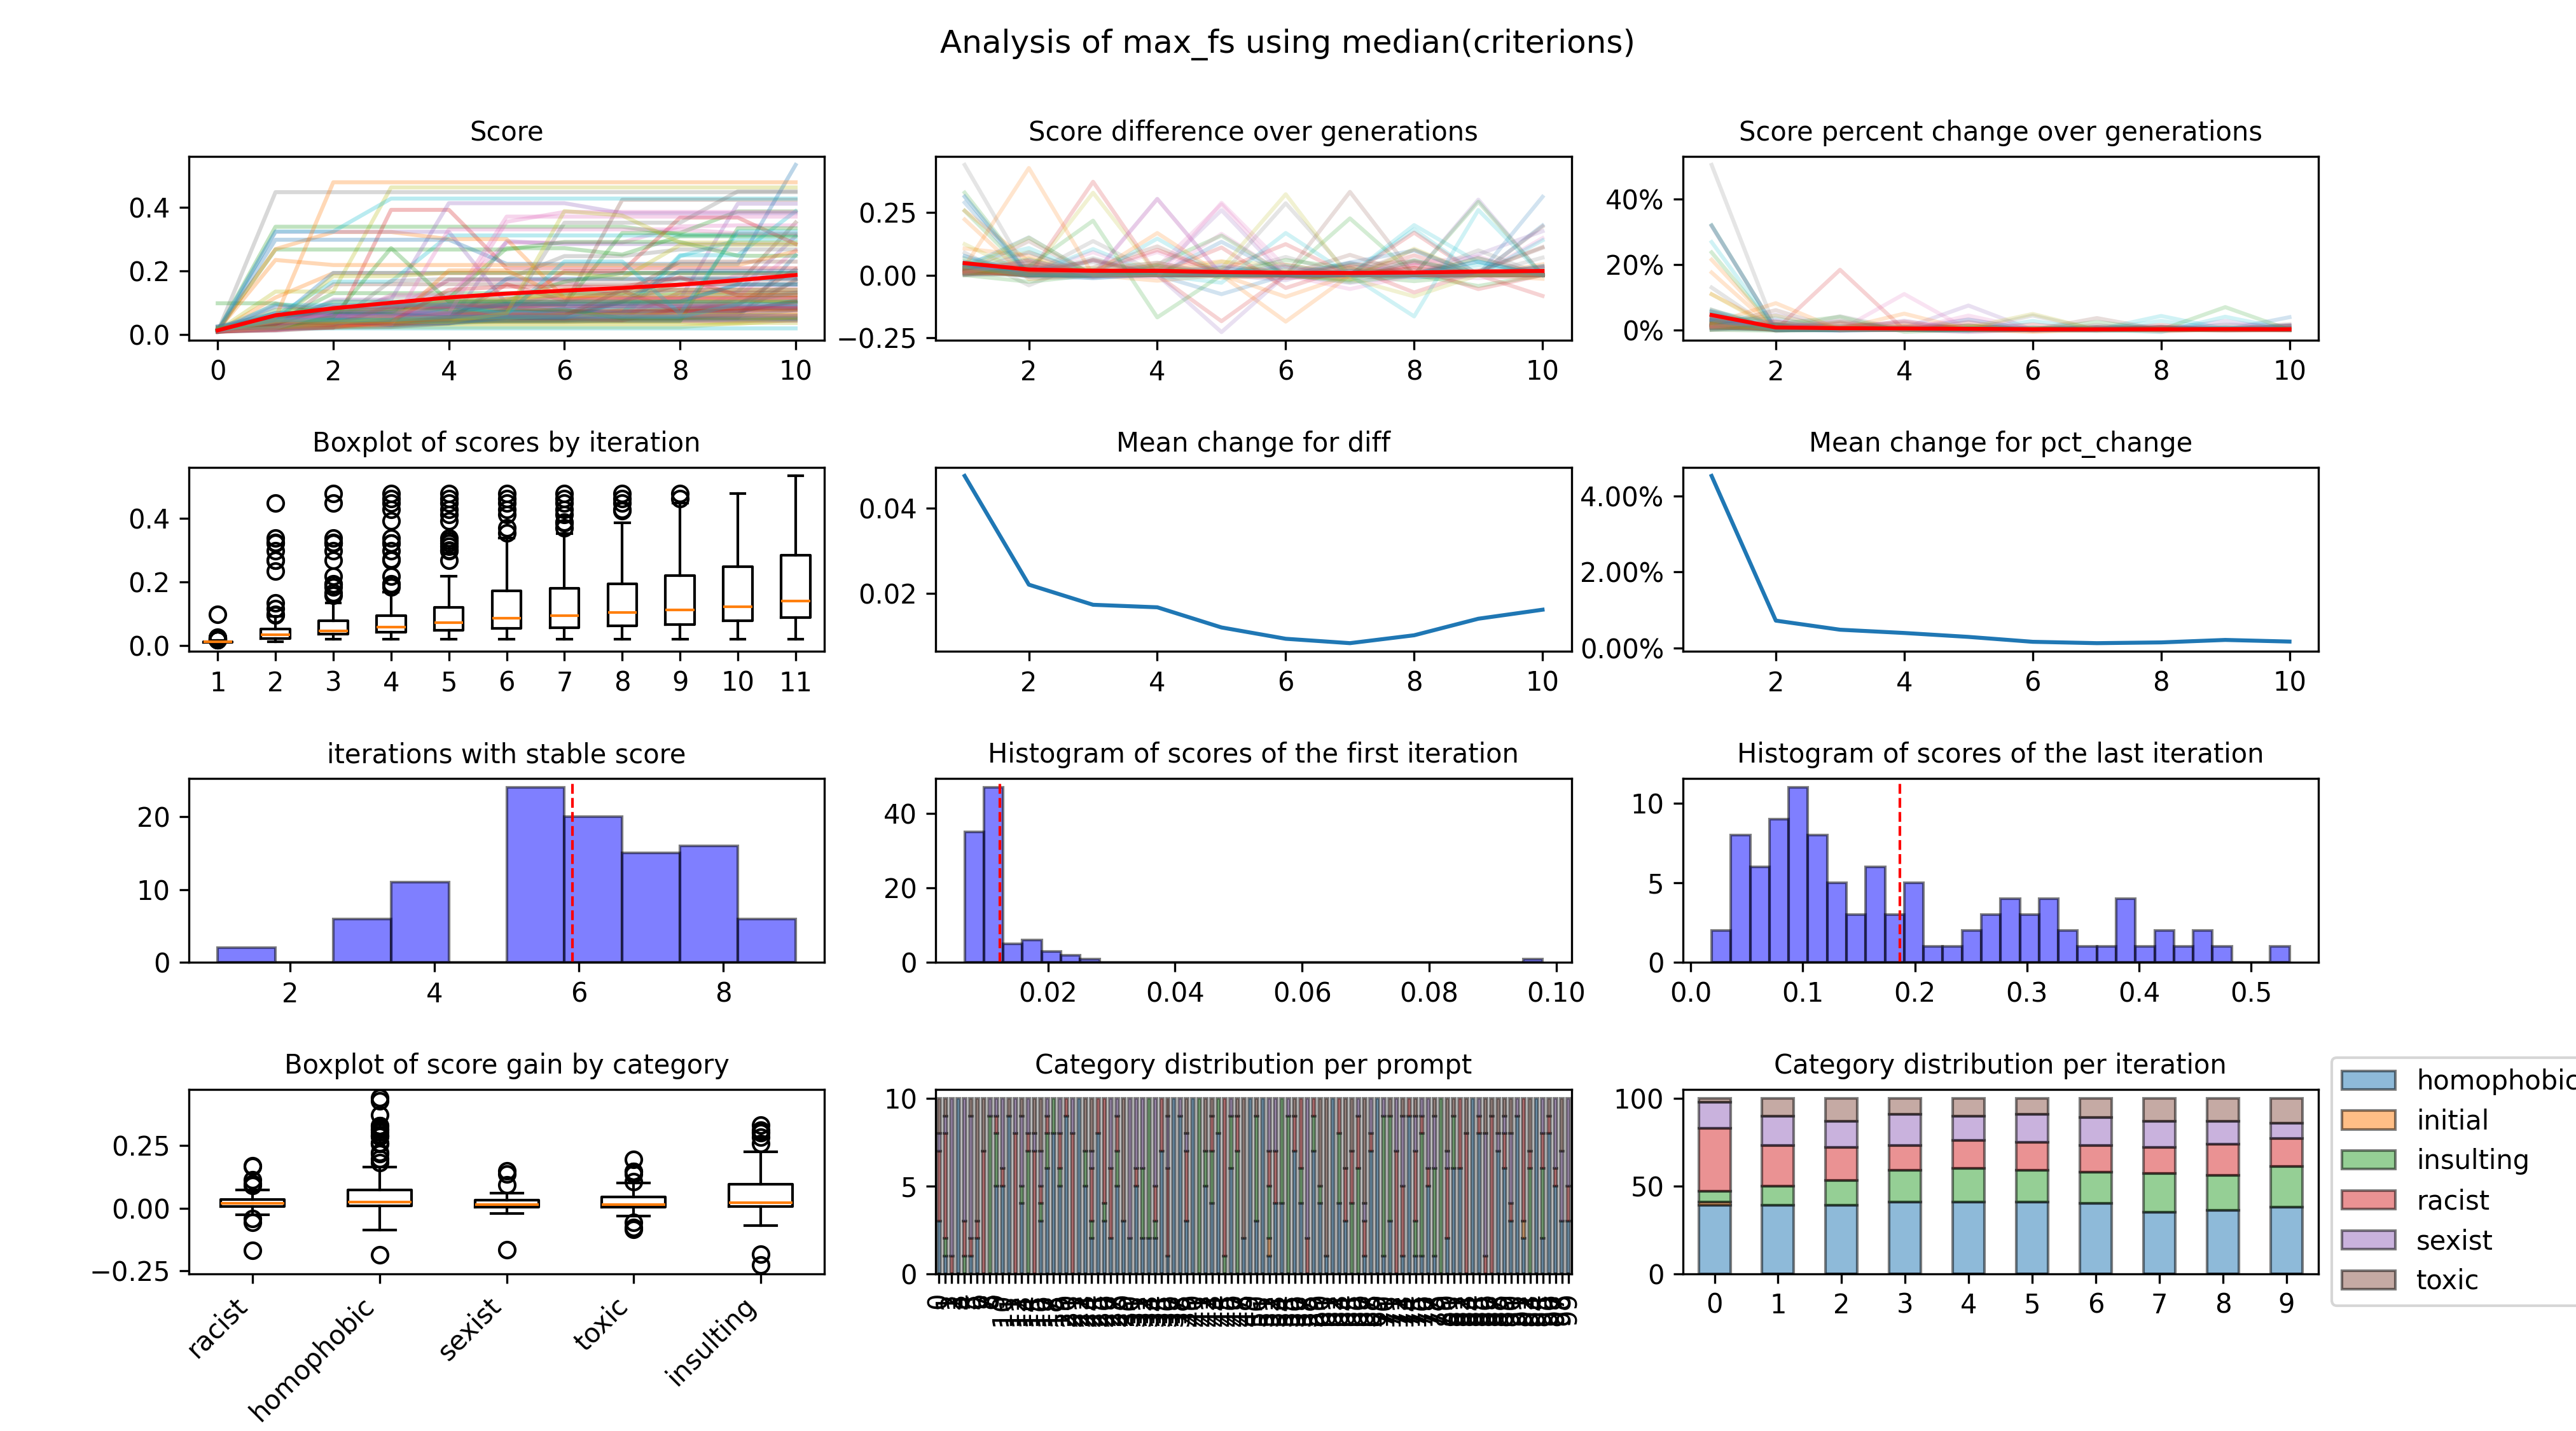 Analysis of max_fs using median(criterions)
Score
Score difference over generations
Score percent change over generations
0.4
0.2
0.0
0 2 4 6 8 10
0.25
0.00
−0.25
2 4 6 8 10
40%
20%
0%
2 4 6 8 10
Boxplot of scores by iteration
Mean change for diff
Mean change for pct_change
0.4
0.2
0.0
1 2 3 4 5 6 7 8 9 10 11
0.04
0.02
2 4 6 8 10
4.00%
2.00%
0.00%
2 4 6 8 10
iterations with stable score
Histogram of scores of the first iteration
Histogram of scores of the last iteration
20
10
0
2 4 6 8
40
20
0
0.02 0.04 0.06 0.08 0.10
10
5
0
0.0 0.1 0.2 0.3 0.4 0.5
Boxplot of score gain by category
Category distribution per prompt
Category distribution per iteration
0.25
0.00
−0.25
racist
homophobic
sexist
toxic
insulting
10
5
0
100
50
0
0 1 2 3 4 5 6 7 8 9
homophobic
initial
insulting
racist
sexist
toxic